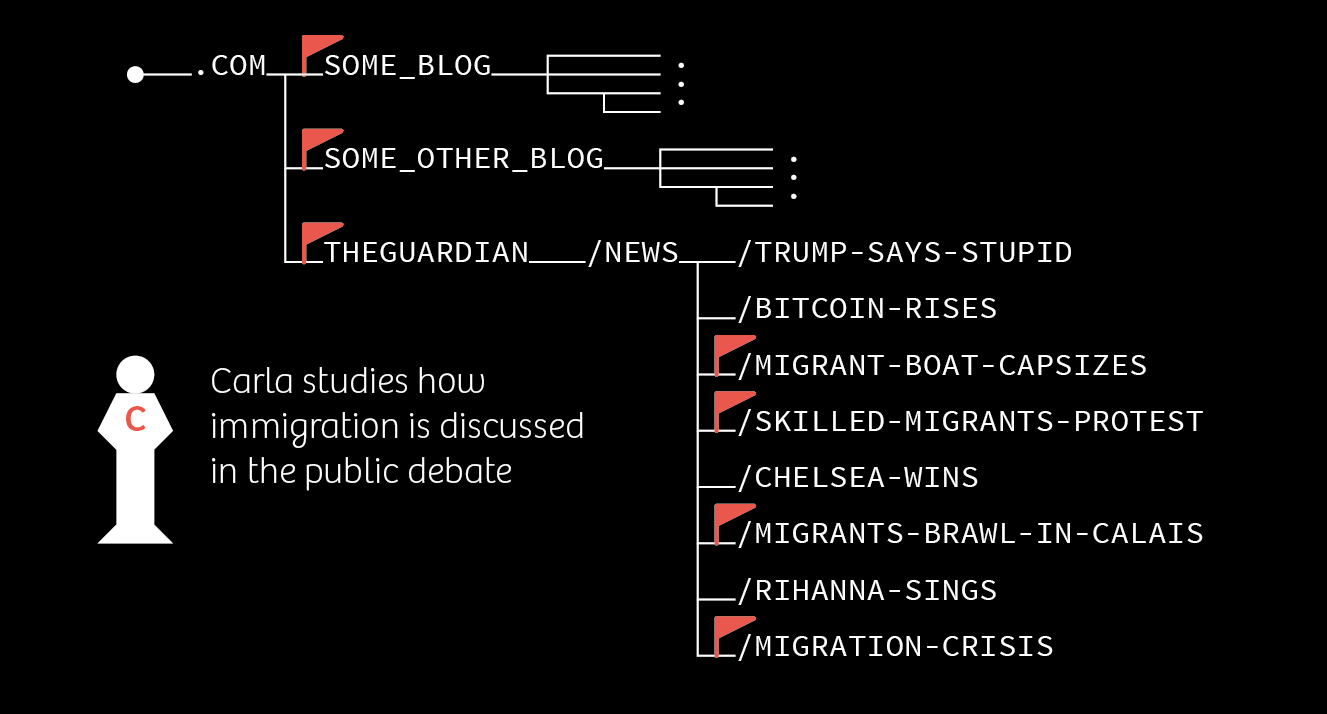 .COM SOME_BLOG
SOME_OTHER_BLOG
THEGUARDIAN /NEWS /TRUMP-SAYS-STUPID
/BITCOIN-RISES
/MIGRANT-BOAT-CAPSIZES
/SKILLED-MIGRANTS-PROTEST
/CHELSEA-WINS
/MIGRANTS-BRAWL-IN-CALAIS
/RIHANNA-SINGS
/MIGRATION-CRISIS
C
Carla studies how
immigration is discussed
in the public debate